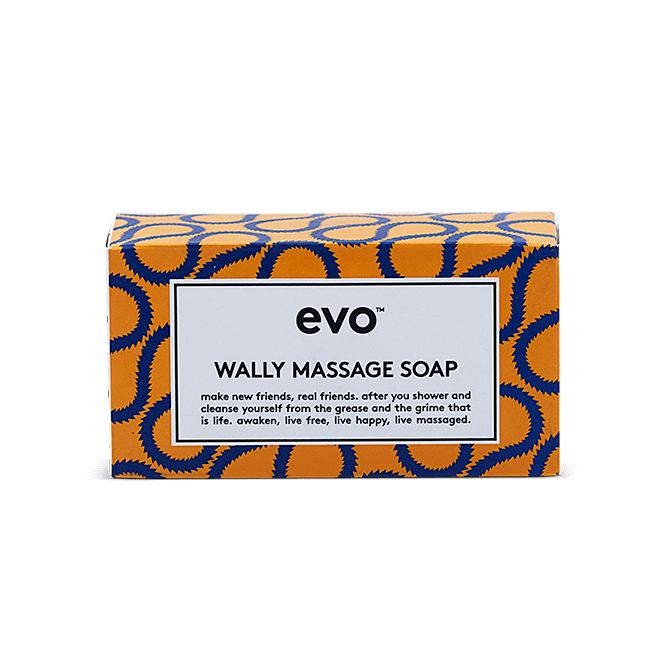 evo™
WALLY MASSAGE SOAP
make new friends, real friends. after you shower and
cleanse yourself from the grease and the grime that
is life. awaken, live free, live happy, live massaged.